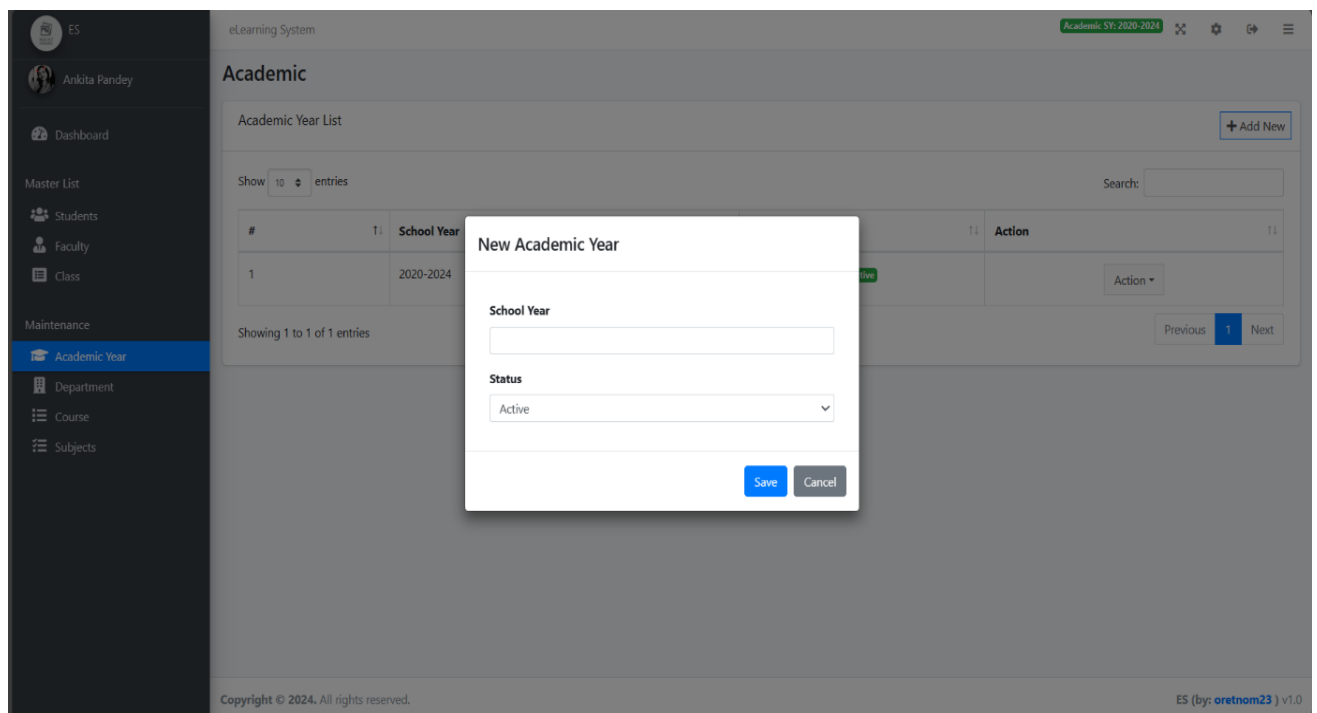 ES
eLearning System
Academic SY: 2020-2024
Ankita Pandey
Academic
Dashboard
Academic Year List
Add New
Master List
Show 10 entries
Search:
Students
Faculty
Class
# School Year Action
1 2020-2024 Action
Showing 1 to 1 of 1 entries
Previous 1 Next
New Academic Year
School Year
Status
Active
Save Cancel
Maintenance
Academic Year
Department
Course
Subjects
Copyright © 2024. All rights reserved.
ES (by: oretnom23 ) v1.0